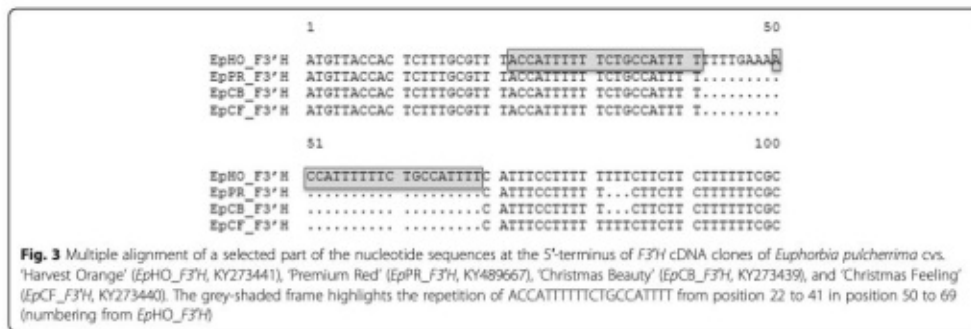 1 50
EpHO_F3'H ATGTTACCAC TCTTTGCGTT TACCATTTTT TCTGCCATTT TTTTTGAAAA
EpPR_F3'H ATGTTACCAC TCTTTGCGTT TACCATTTTT TCTGCCATTT T.........
EpCB_F3'H ATGTTACCAC TCTTTGCGTT TACCATTTTT TCTGCCATTT T.........
EpCF_F3'H ATGTTACCAC TCTTTGCGTT TACCATTTTT TCTGCCATTT T.........
51 100
EpHO_F3'H CCATTTTTTC TGCCATTTTC ATTTCCTTTT TTTTCTTCTT CTTTTTTCGC
EpPR_F3'H .......... .........C ATTTCCTTTT T...CTTCTT CTTTTTTCGC
EpCB_F3'H .......... .........C ATTTCCTTTT T...CTTCTT CTTTTTTCGC
EpCF_F3'H .......... .........C ATTTCCTTTT TTTTCTTCTT CTTTTTTCGC
Fig. 3 Multiple alignment of a selected part of the nucleotide sequences at the 5'-terminus of F3'H cDNA clones of Euphorbia pulcherrima cvs.
'Harvest Orange' (EpHO_F3'H, KY273441), 'Premium Red' (EpPR_F3'H, KY489667), 'Christmas Beauty' (EpCB_F3'H, KY273439), and 'Christmas Feeling'
(EpCF_F3'H, KY273440). The grey-shaded frame highlights the repetition of ACCATTTTTTCTGCCATTTT from position 22 to 41 in position 50 to 69
(numbering from EpHO_F3'H)